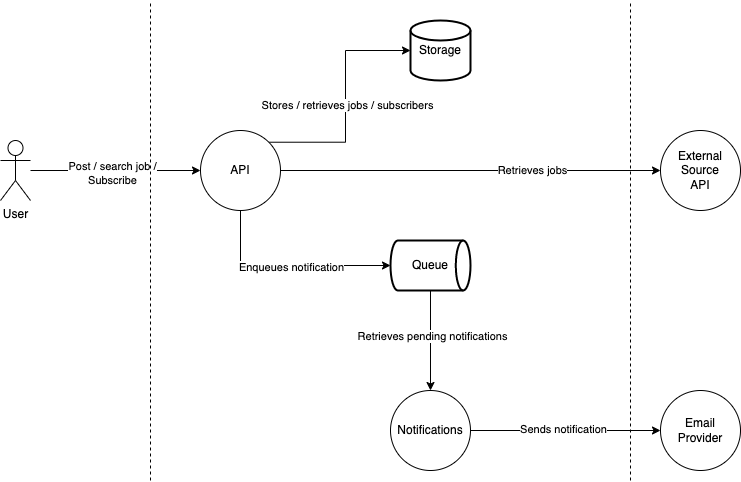 Storage
Stores / retrieves jobs / subscribers
Post / search job /
Subscribe
API
Retrieves jobs
External
Source
API
User
Enqueues notification
Queue
Retrieves pending notifications
Notifications
Sends notification
Email
Provider